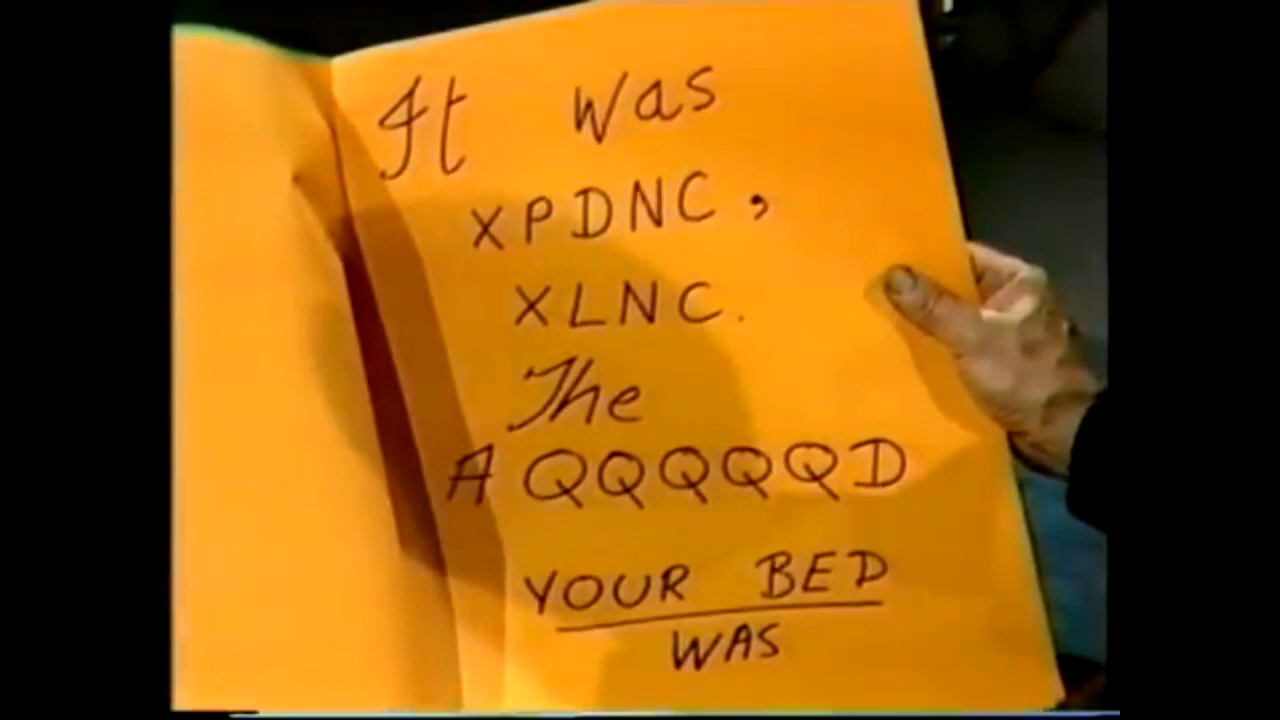 It was
XPDNC,
XLNC.
The
AQQQQQD
YOUR BED
WAS